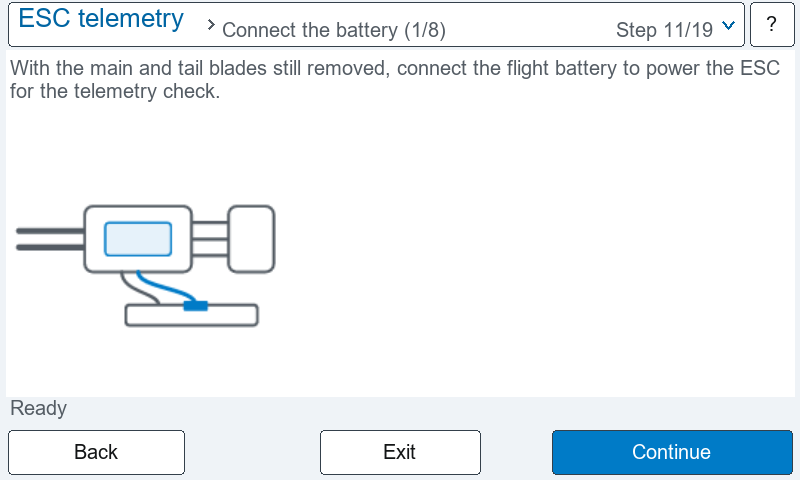 ESC telemetry › Connect the battery (1/8) Step 11/19 ?
With the main and tail blades still removed, connect the flight battery to power the ESC
for the telemetry check.
Ready
Back Exit Continue